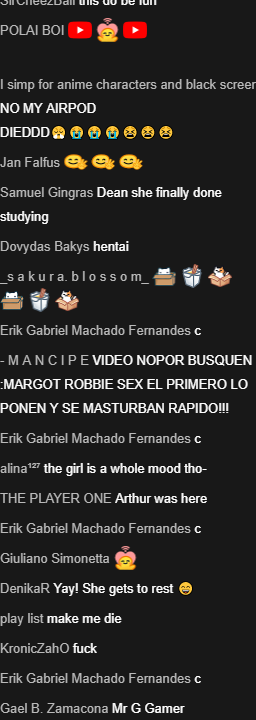 SirCheezBall this do be fun
POLAI BOI
I simp for anime characters and black screen
NO MY AIRPOD
DIEDDD😤😭😭😭😫😫😫
Jan Falfus
Samuel Gingras Dean she finally done
studying
Dovydas Bakys hentai
_s a k u r a. b l o s s o m_
Erik Gabriel Machado Fernandes c
- M A N C I P E VIDEO NOPOR BUSQUEN
:MARGOT ROBBIE SEX EL PRIMERO LO
PONEN Y SE MASTURBAN RAPIDO!!!
Erik Gabriel Machado Fernandes c
alina¹²⁷ the girl is a whole mood tho-
THE PLAYER ONE Arthur was here
Erik Gabriel Machado Fernandes c
Giuliano Simonetta
DenikaR Yay! She gets to rest 😄
play list make me die
KronicZahO fuck
Erik Gabriel Machado Fernandes c
Gael B. Zamacona Mr G Gamer